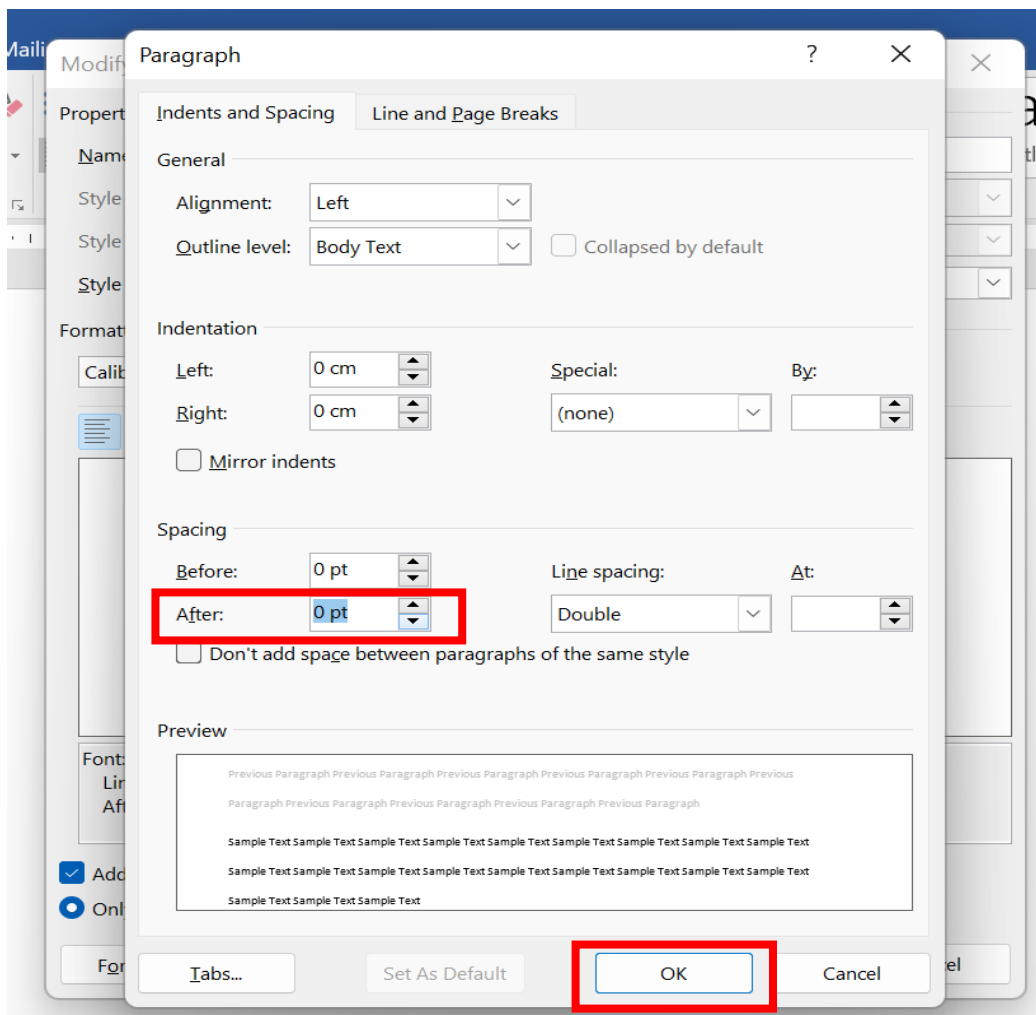 Maili
Modify
Paragraph
?
Propert
Indents and Spacing
Line and Page Breaks
Name
General
Style
Alignment:
Left
Style
Outline level:
Body Text
Collapsed by default
Style
Format
Indentation
Calib
Left:
0 cm
Special:
By:
Right:
0 cm
(none)
Mirror indents
Spacing
Before:
0 pt
Line spacing:
At:
After:
0 pt
Double
Don't add space between paragraphs of the same style
Preview
Font:
Lin
Aft
Previous Paragraph Previous Paragraph Previous Paragraph Previous Paragraph Previous Paragraph Previous
Paragraph Previous Paragraph Previous Paragraph Previous Paragraph Previous Paragraph
Sample Text Sample Text Sample Text Sample Text Sample Text Sample Text Sample Text Sample Text Sample Text
Sample Text Sample Text Sample Text Sample Text Sample Text Sample Text Sample Text Sample Text Sample Text
Sample Text Sample Text Sample Text
Add
Onl
For
Tabs...
Set As Default
OK
Cancel
el